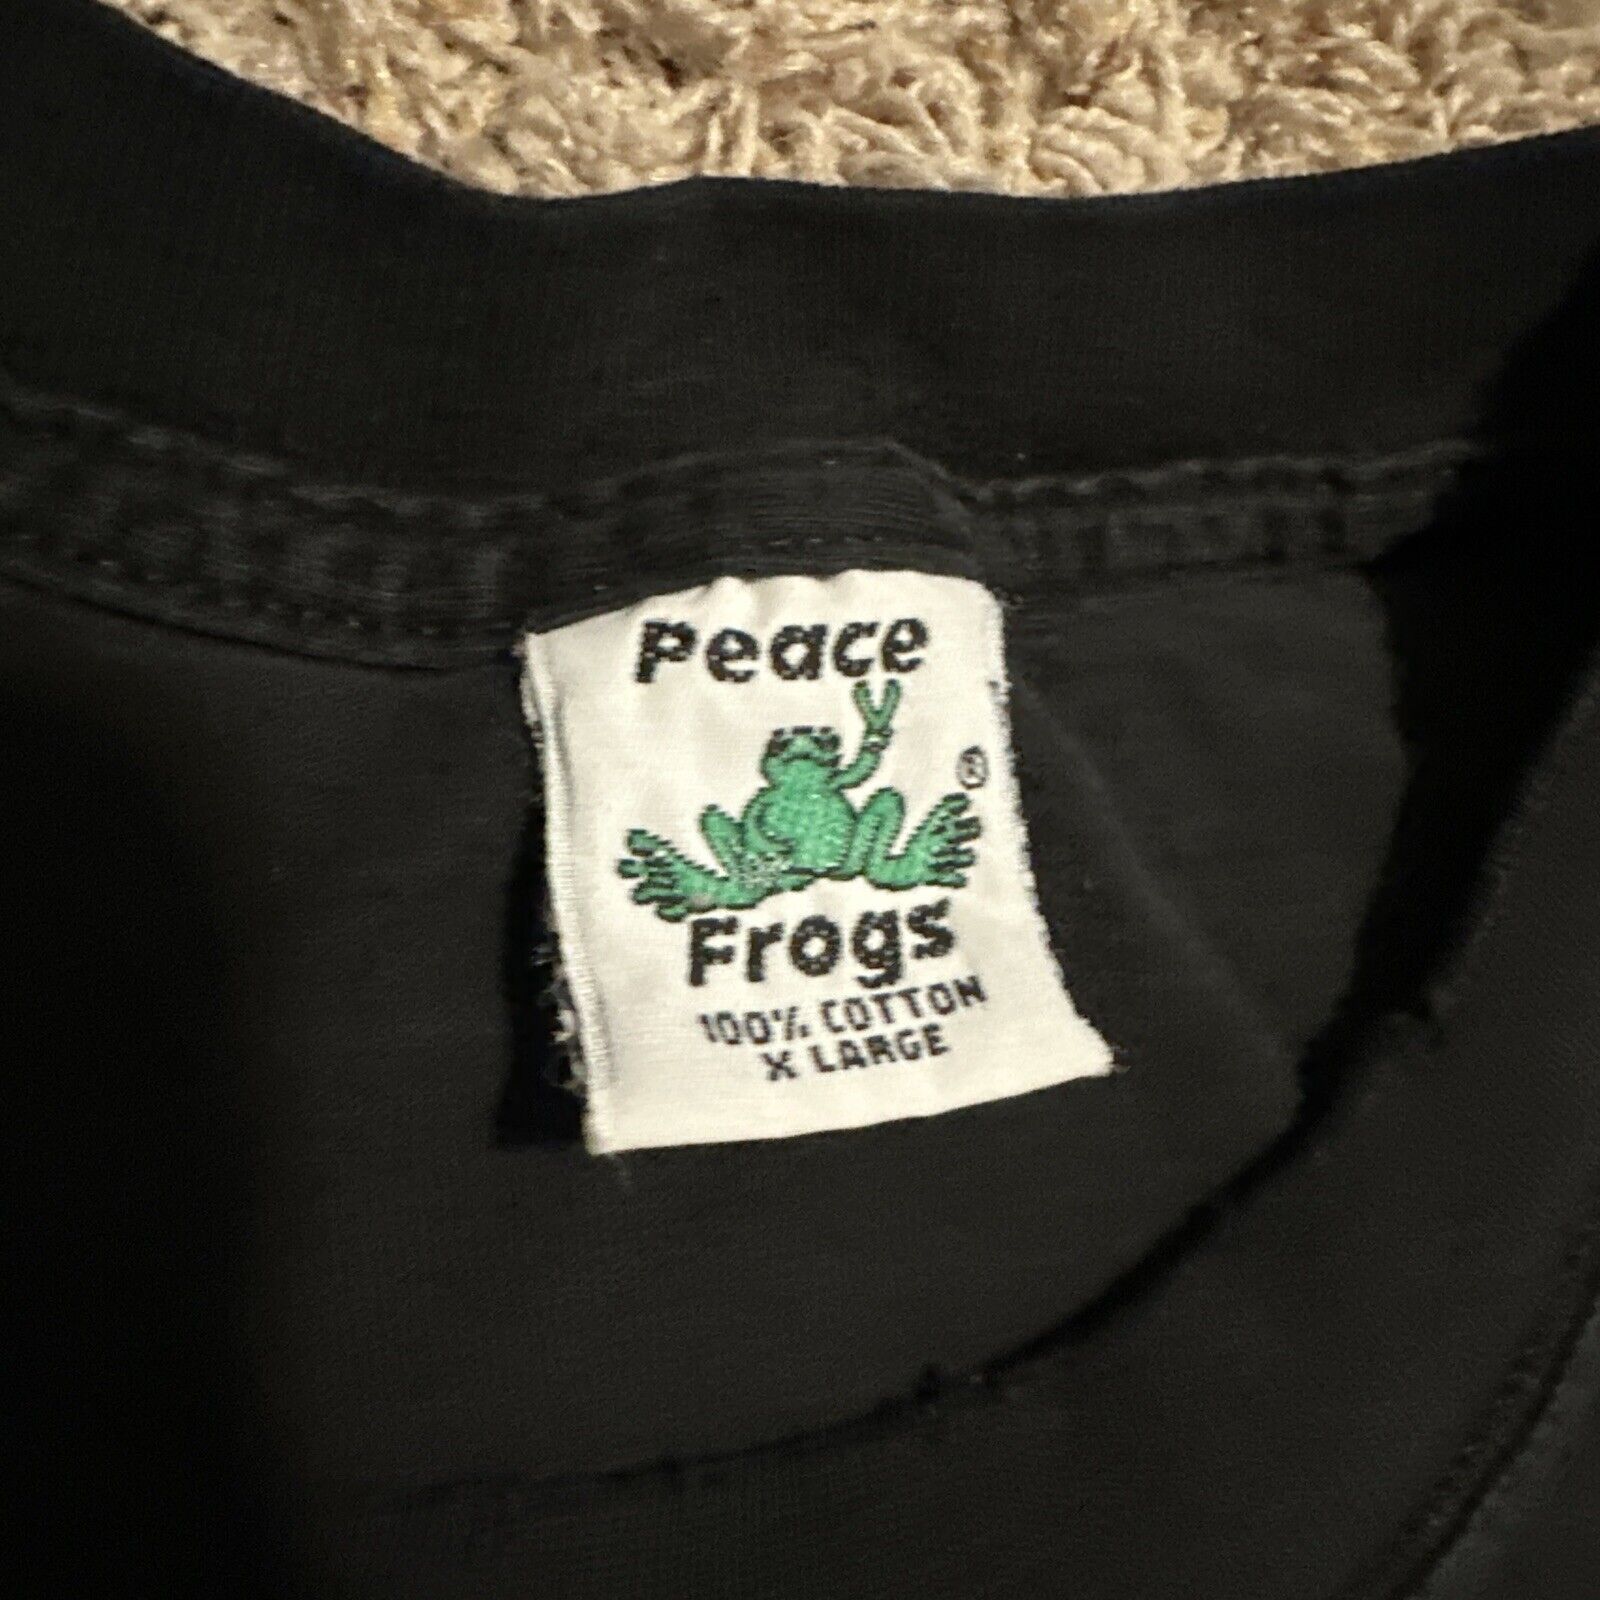 Peace
®
Frogs
100% COTTON
X LARGE